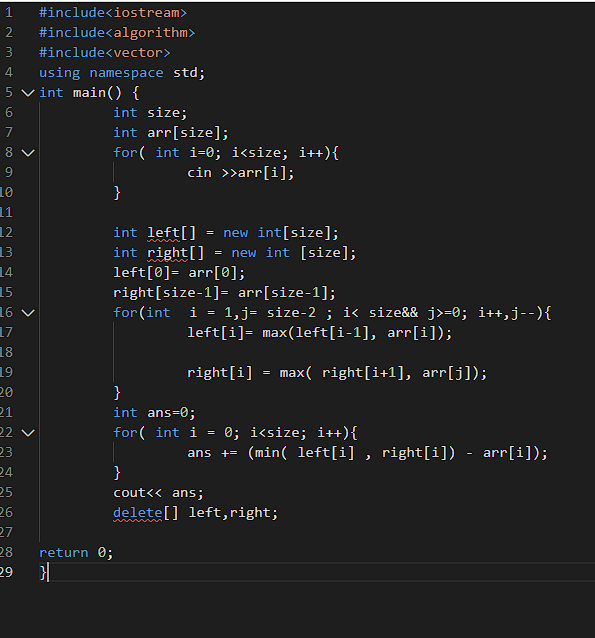 1 #include<iostream>
2 #include<algorithm>
3 #include<vector>
4 using namespace std;
5 int main() {
6 int size;
7 int arr[size];
8 for( int i=0; i<size; i++){
9 cin >>arr[i];
10 }
11
12 int left[] = new int[size];
13 int right[] = new int [size];
14 left[0]= arr[0];
15 right[size-1]= arr[size-1];
16 for(int  i = 1,j= size-2 ; i< size&& j>=0; i++,j--){
17 left[i]= max(left[i-1], arr[i]);
18
19 right[i] = max( right[i+1], arr[j]);
20 }
21 int ans=0;
22 for( int i = 0; i<size; i++){
23 ans += (min( left[i] , right[i]) - arr[i]);
24 }
25 cout<< ans;
26 delete[] left,right;
27
28 return 0;
29 }